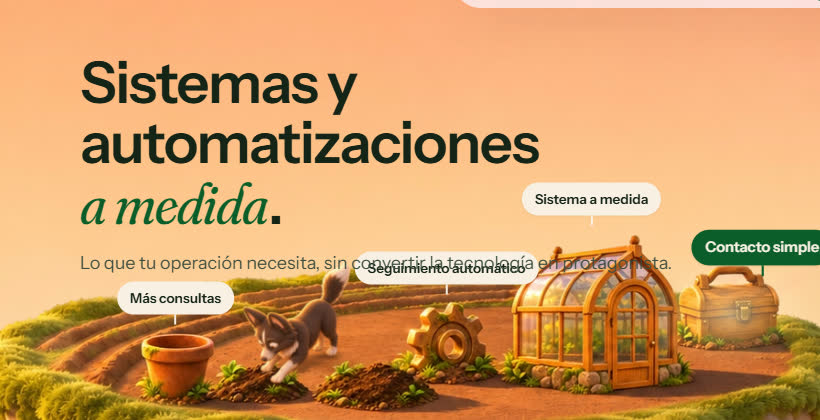 Sistemas y
automatizaciones
a medida.
Sistema a medida
Contacto simple
Lo que tu operación necesita, sin convertir la tecnología en protagonista.
Seguimiento automático
Más consultas